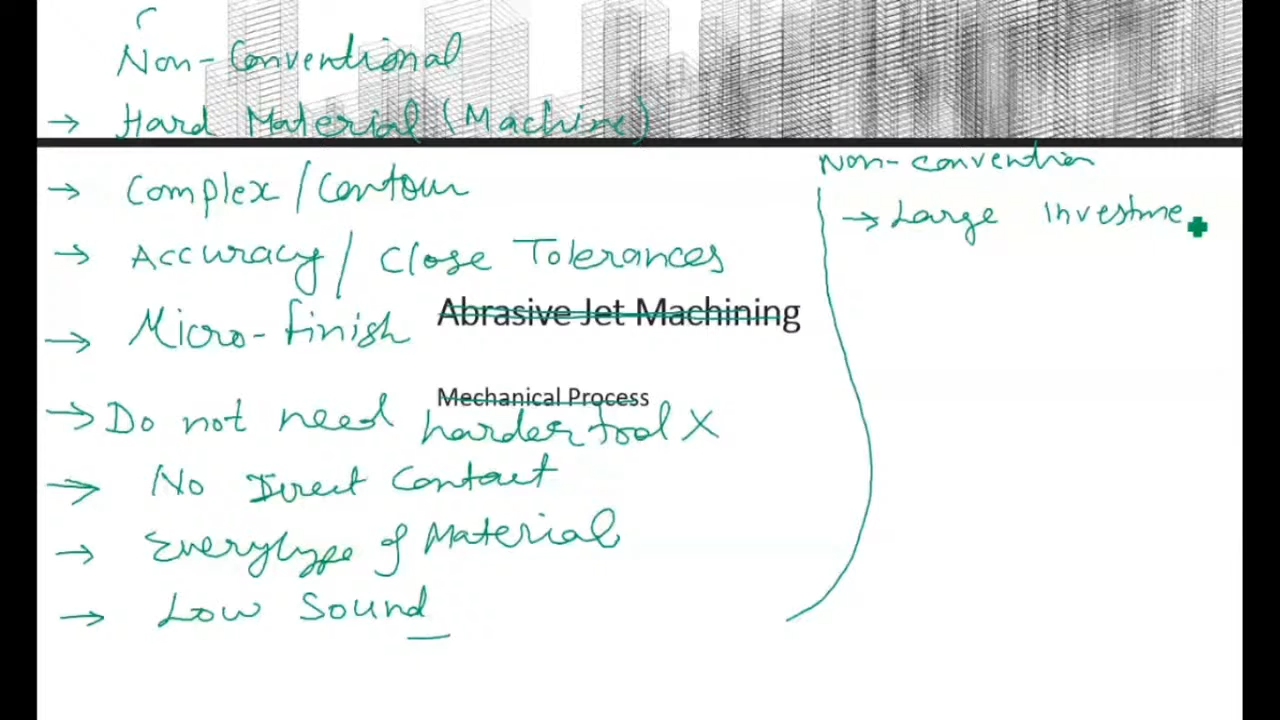 Non-Conventional
→ Hard Material (Machine)
→ Complex/Contour
→ Accuracy/Close Tolerances
→ Micro-finish
Abrasive Jet Machining
Mechanical Process
→ Do not need harder tool X
→ No Direct Contact
→ Everytype of Material
→ Low Sound
Non-convention
→ Large Investme